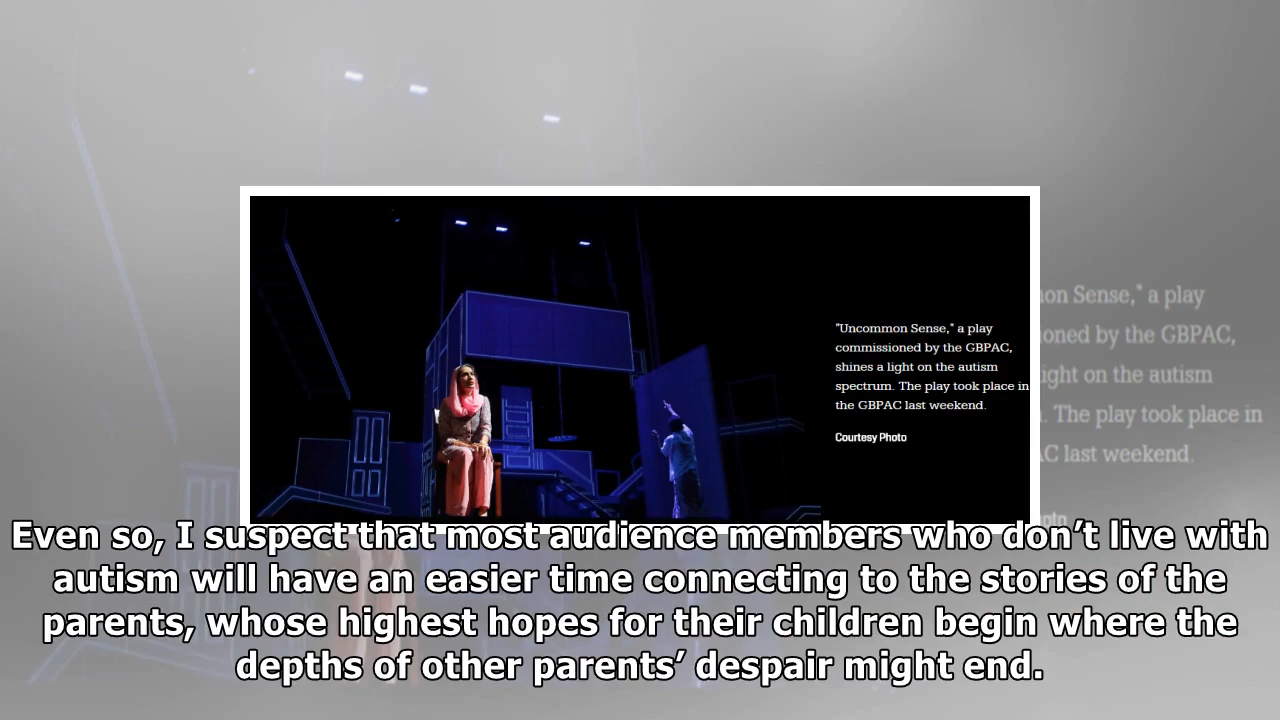 "Uncommon Sense," a play
commissioned by the GBPAC,
shines a light on the autism
spectrum. The play took place in
the GBPAC last weekend.
Courtesy Photo
on Sense," a play
oned by the GBPAC,
ight on the autism
. The play took place in
AC last weekend.
oto
Even so, I suspect that most audience members who don’t live with
autism will have an easier time connecting to the stories of the
parents, whose highest hopes for their children begin where the
depths of other parents’ despair might end.